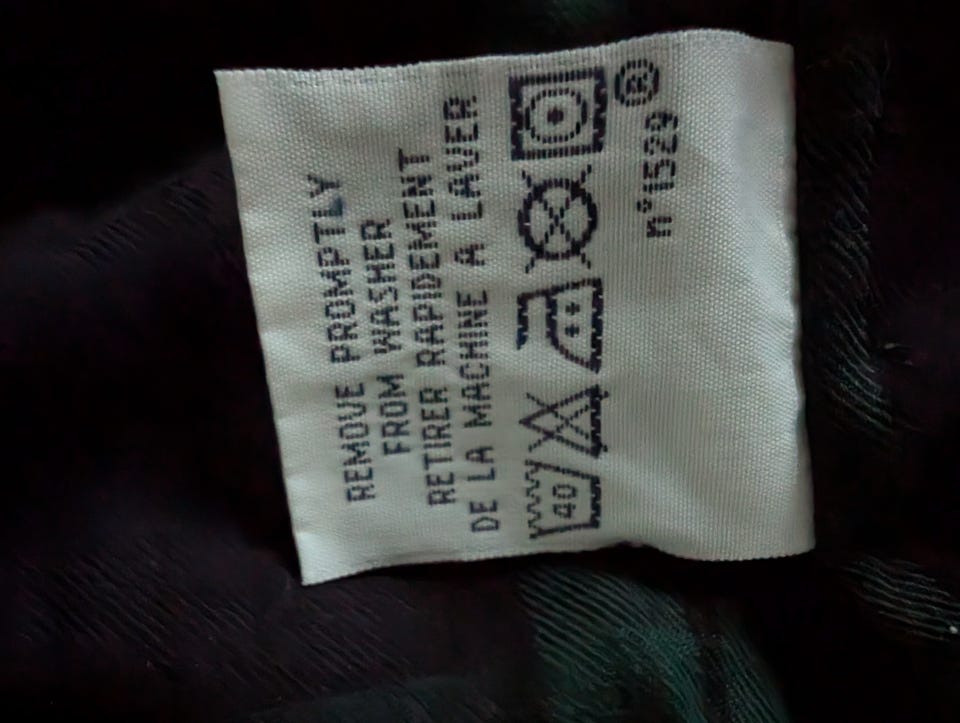 REMOVE PROMPTLY
FROM WASHER
RETIRER RAPIDEMENT
DE LA MACHINE A LAVER
40
®
n°1529